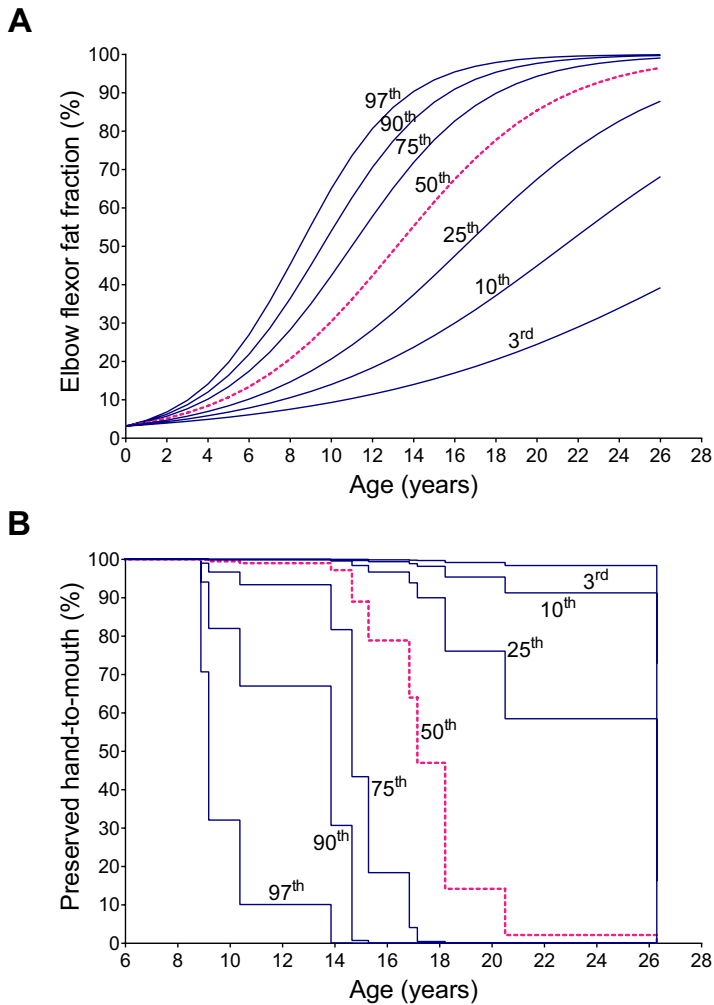 A
Elbow flexor fat fraction (%)
100
90
80
70
60
50
40
30
20
10
0
97th
90th
75th
50th
25th
10th
3rd
0 2 4 6 8 10 12 14 16 18 20 22 24 26 28
Age (years)
B
Preserved hand-to-mouth (%)
100
90
80
70
60
50
40
30
20
10
0
3rd
10th
25th
50th
75th
90th
97th
6 8 10 12 14 16 18 20 22 24 26 28
Age (years)